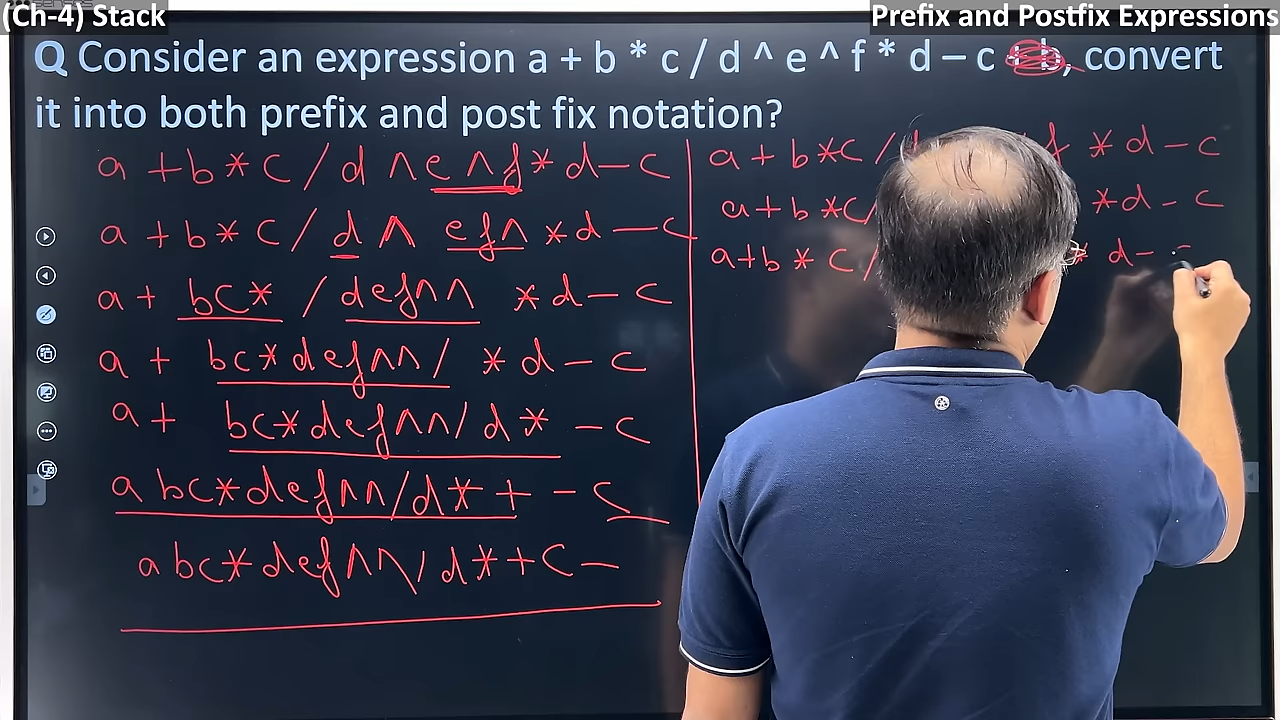 (Ch-4) Stack
Prefix and Postfix Expressions
Q Consider an expression a + b * c / d ^ e ^ f * d – c , convert
it into both prefix and post fix notation?
a + b * c / d ^ e ^ f * d – c
a + b * c / d ^ e f ^ * d – c
a + b c * / d e f ^ ^ * d – c
a + b c * d e f ^ ^ / * d – c
a + b c * d e f ^ ^ / d * – c
a b c * d e f ^ ^ / d * + – c
a b c * d e f ^ ^ / d * + c –
a + b * c / d f * d – c
a + b * c / * d – c
a + b * c / * d –